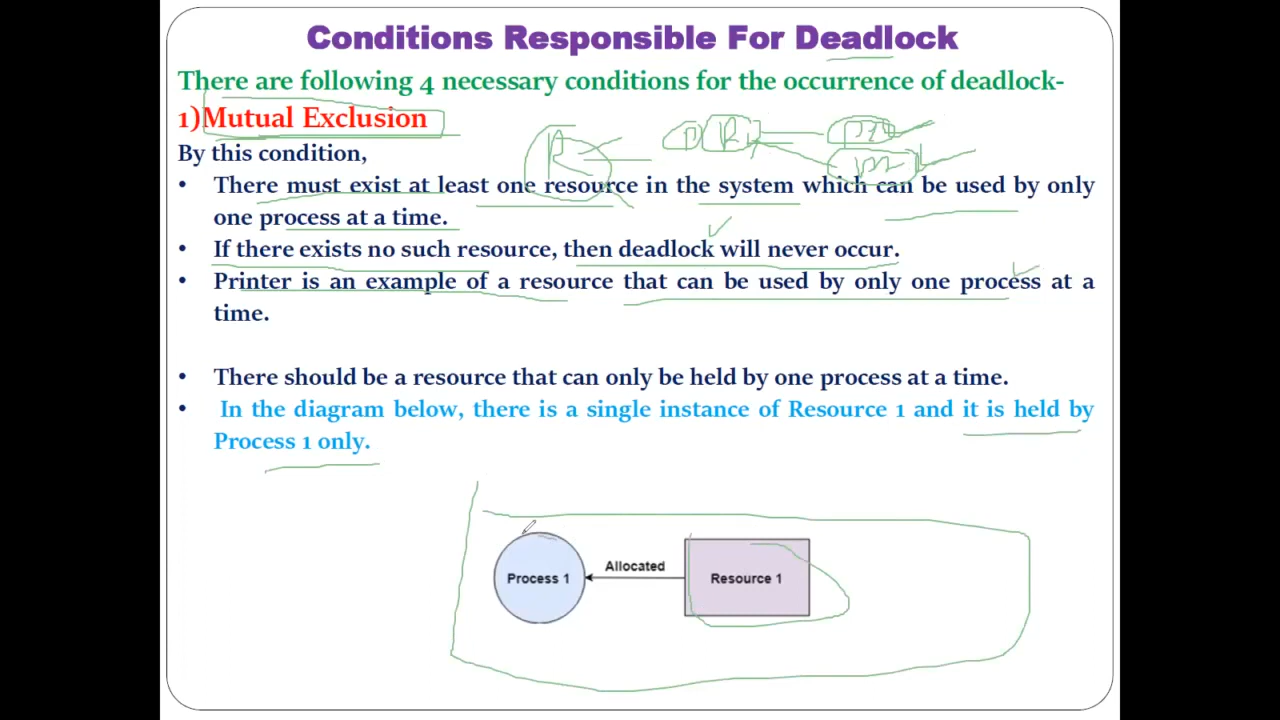 Conditions Responsible For Deadlock
There are following 4 necessary conditions for the occurrence of deadlock-
1)Mutual Exclusion
By this condition,
• There must exist at least one resource in the system which can be used by only
one process at a time.
• If there exists no such resource, then deadlock will never occur.
• Printer is an example of a resource that can be used by only one process at a
time.
• There should be a resource that can only be held by one process at a time.
• In the diagram below, there is a single instance of Resource 1 and it is held by
Process 1 only.
Process 1
Allocated
Resource 1